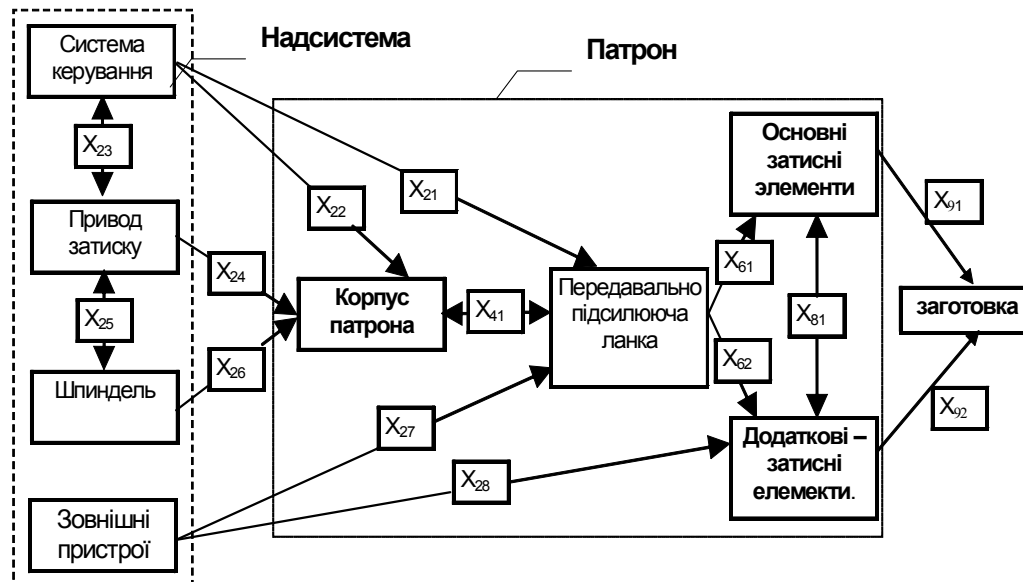 Надсистема
Патрон
Система
керування
X23
Привод
затиску
X25
Шпиндель
Зовнішні
пристрої
X22
X21
X24
X26
X27
X28
Корпус
патрона
X41
Передавально
підсилююча
ланка
X61
X62
Основні
затисні
элементи
X81
Додаткові –
затисні
елементи.
X91
заготовка
X92